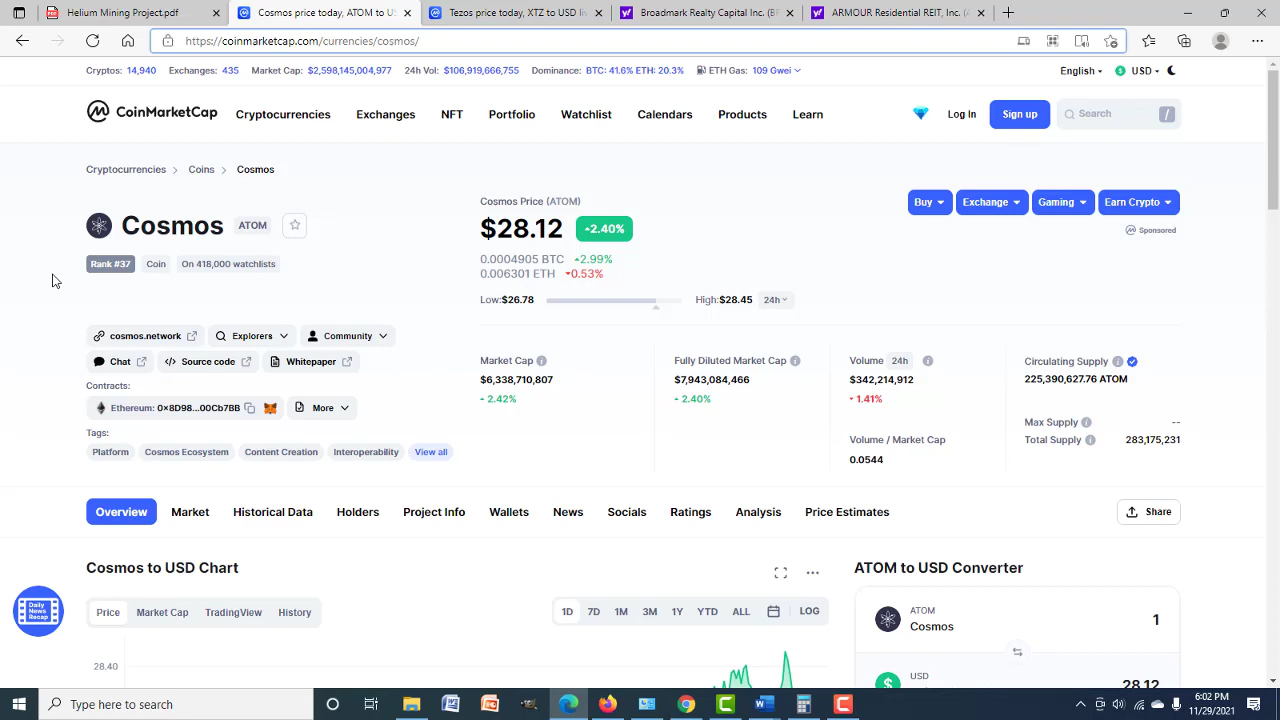 Helium Mining Project.pdf
Cosmos price today, ATOM to US
Tezos price today, XTZ to USD liv
Broadmark Realty Capital Inc. (BR
ARMOUR Residential REIT, Inc. (A
https://coinmarketcap.com/currencies/cosmos/
Cryptos: 14,940 Exchanges: 435 Market Cap: $2,598,145,004,977 24h Vol: $106,919,666,755 Dominance: BTC: 41.6% ETH: 20.3% ETH Gas: 109 Gwei English USD
CoinMarketCap Cryptocurrencies Exchanges NFT Portfolio Watchlist Calendars Products Learn Log In Sign up Search /
Cryptocurrencies > Coins > Cosmos
Cosmos ATOM
Rank #37 Coin On 418,000 watchlists
Cosmos Price (ATOM)
$28.12 2.40%
0.0004905 BTC 2.99%
0.006301 ETH 0.53%
Low: $26.78 High: $28.45 24h
Buy Exchange Gaming Earn Crypto
Sponsored
cosmos.network Explorers Community
Chat Source code Whitepaper
Contracts:
Ethereum: 0x8D98...00Cb7BB More
Tags:
Platform Cosmos Ecosystem Content Creation Interoperability View all
Market Cap
$6,338,710,807
2.42%
Fully Diluted Market Cap
$7,943,084,466
2.40%
Volume 24h
$342,214,912
1.41%
Volume / Market Cap
0.0544
Circulating Supply
225,390,627.76 ATOM
Max Supply --
Total Supply 283,175,231
Overview Market Historical Data Holders Project Info Wallets News Socials Ratings Analysis Price Estimates Share
Cosmos to USD Chart
Price Market Cap TradingView History 1D 7D 1M 3M 1Y YTD ALL LOG
28.40
ATOM to USD Converter
ATOM
Cosmos 1
USD
28.12
Daily
News
Recap
Type here to search
6:02 PM
11/29/2021